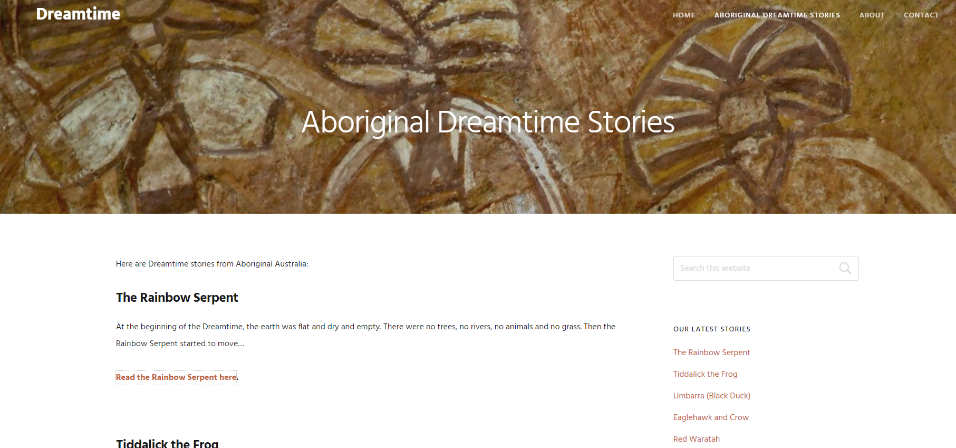 Dreamtime
HOME ABORIGINAL DREAMTIME STORIES ABOUT CONTACT
Aboriginal Dreamtime Stories
Here are Dreamtime stories from Aboriginal Australia:
The Rainbow Serpent
At the beginning of the Dreamtime, the earth was flat and dry and empty. There were no trees, no rivers, no animals and no grass. Then the
Rainbow Serpent started to move...
Read the Rainbow Serpent here.
Tiddalick the Frog
Search this website
OUR LATEST STORIES
The Rainbow Serpent
Tiddalick the Frog
Umbarra (Black Duck)
Eaglehawk and Crow
Red Waratah